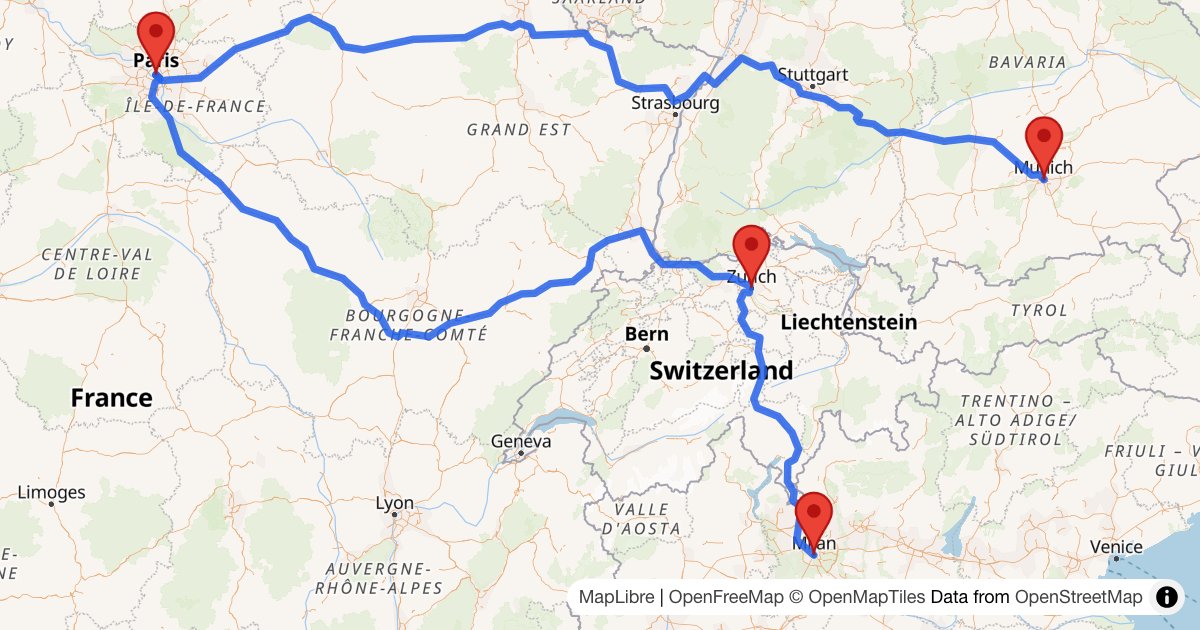 SAARLAND
Paris
ÎLE-DE-FRANCE
BAVARIA
Stuttgart
Strasbourg
GRAND EST
Munich
CENTRE-VAL
DE LOIRE
Zurich
TYROL
BOURGOGNE-
FRANCHE-COMTÉ
Bern
Liechtenstein
Switzerland
France
TRENTINO –
ALTO ADIGE/
SÜDTIROL
Geneva
FRIULI – V
GIUL
Limoges
Lyon
VALLE
D'AOSTA
Milan
Venice
AUVERGNE-
RHÔNE-ALPES
MapLibre | OpenFreeMap © OpenMapTiles Data from OpenStreetMap